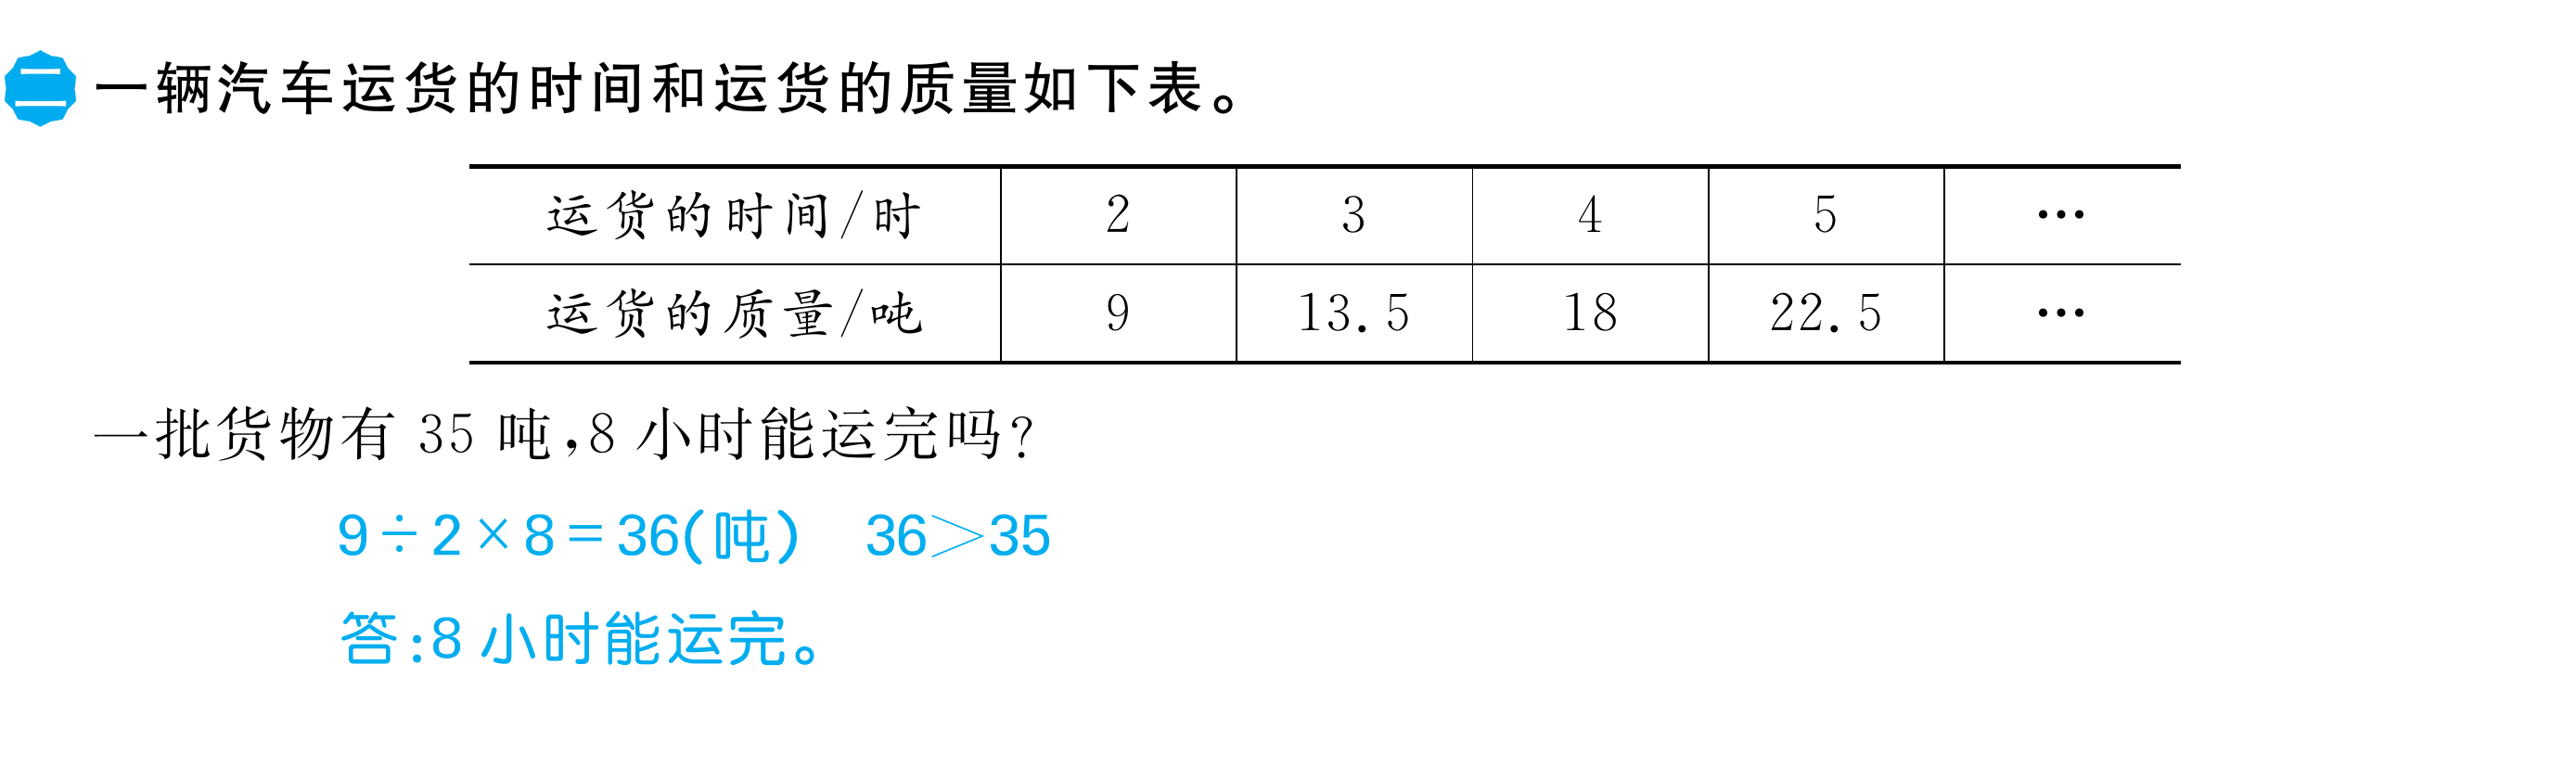 二 一辆汽车运货的时间和运货的质量如下表。
运货的时间/时 2 3 4 5 …
运货的质量/吨 9 13.5 18 22.5 …
一批货物有 35 吨,8 小时能运完吗?
9÷2×8=36(吨) 36>35
答:8 小时能运完。